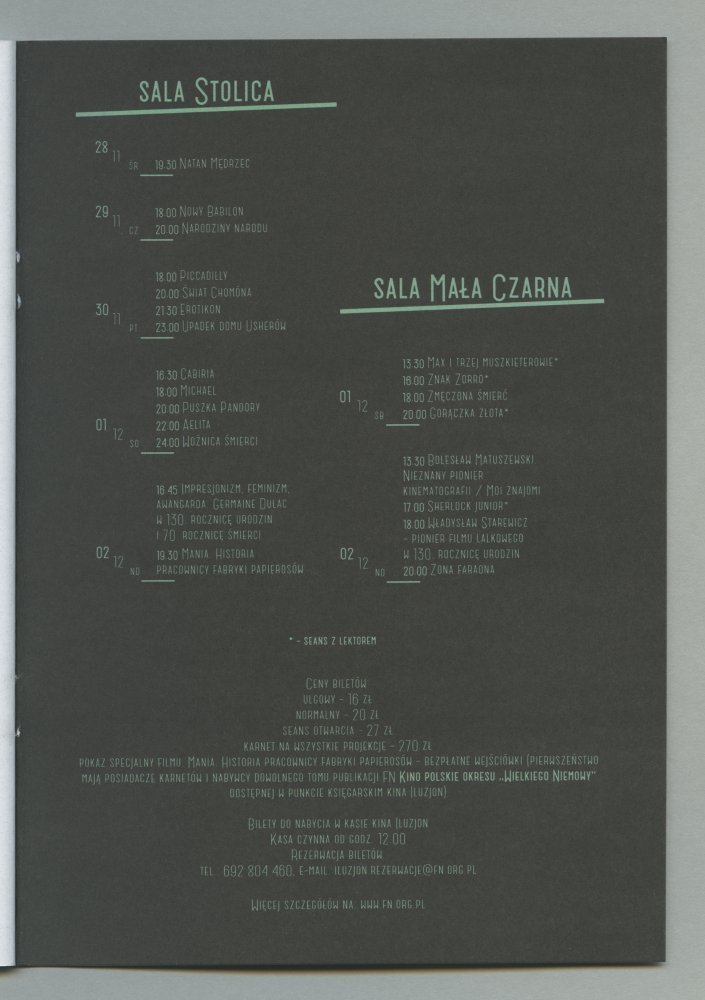 SALA STOLICA
28 11 ŚR 19.30 NATAN MĘDRZEC
29 11 CZ 18.00 NOWY BABILON
20.00 NARODZINY NARODU
18.00 PICCADILLY
20.00 ŚWIAT CHOMÓNA
21.30 EROTIKON
30 11 PT 23.00 UPADEK DOMU USHERÓW
16.30 CABIRIA
18.00 MICHAEL
20.00 PUSZKA PANDORY
22.00 AELITA
01 12 SO 24.00 WOŹNICA ŚMIERCI
16.45 IMPRESJONIZM, FEMINIZM,
AWANGARDA. GERMAINE DULAC
W 130. ROCZNICĘ URODZIN
I 70. ROCZNICĘ ŚMIERCI
02 12 ND 19.30 MANIA. HISTORIA
PRACOWNICY FABRYKI PAPIEROSÓW
SALA MAŁA CZARNA
13.30 MAX I TRZEJ MUSZKIETEROWIE*
16.00 ZNAK ZORRO*
18.00 ZMĘCZONA ŚMIERĆ
01 12 SB 20.00 GORĄCZKA ZŁOTA*
13.30 BOLESŁAW MATUSZEWSKI.
NIEZNANY PIONIER
KINEMATOGRAFII / MOI ZNAJOMI
17.00 SHERLOCK JUNIOR*
18.00 WŁADYSŁAW STAREWICZ
– PIONIER FILMU LALKOWEGO
W 130. ROCZNICĘ URODZIN
02 12 ND 20.00 ŻONA FARAONA
* – SEANS Z LEKTOREM
CENY BILETÓW:
ULGOWY – 16 ZŁ
NORMALNY – 20 ZŁ
SEANS OTWARCIA – 27 ZŁ
KARNET NA WSZYSTKIE PROJEKCJE – 270 ZŁ
POKAZ SPECJALNY FILMU MANIA. HISTORIA PRACOWNICY FABRYKI PAPIEROSÓW – BEZPŁATNE WEJŚCIÓWKI (PIERWSZEŃSTWO
MAJĄ POSIADACZE KARNETÓW I NABYWCY DOWOLNEGO TOMU PUBLIKACJI FN KINO POLSKIE OKRESU „WIELKIEGO NIEMOWY”
DOSTĘPNEJ W PUNKCIE KSIĘGARSKIM KINA ILUZJON)
BILETY DO NABYCIA W KASIE KINA ILUZJON
KASA CZYNNA OD GODZ. 12.00
REZERWACJA BILETÓW:
TEL.: 692 804 460, E-MAIL: ILUZJON.REZERWACJE@FN.ORG.PL
WIĘCEJ SZCZEGÓŁÓW NA: WWW.FN.ORG.PL